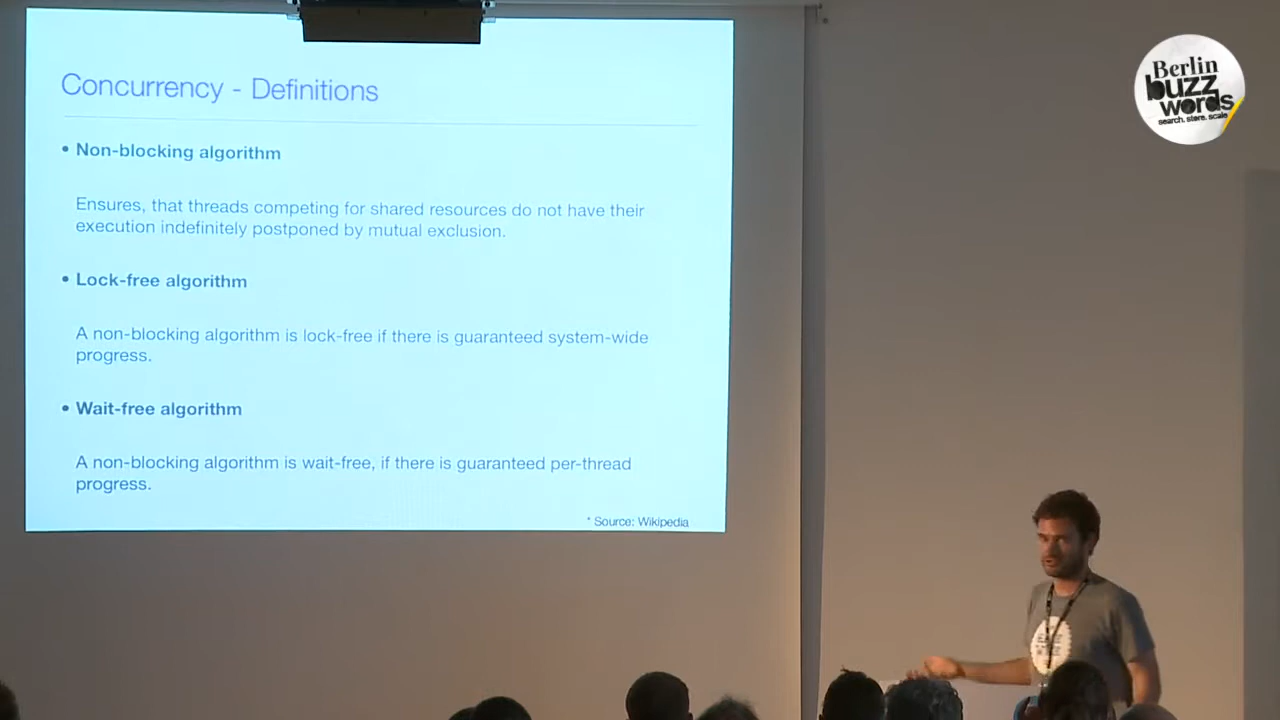 Concurrency - Definitions
• Non-blocking algorithm
Ensures, that threads competing for shared resources do not have their
execution indefinitely postponed by mutual exclusion.
• Lock-free algorithm
A non-blocking algorithm is lock-free if there is guaranteed system-wide
progress.
• Wait-free algorithm
A non-blocking algorithm is wait-free, if there is guaranteed per-thread
progress.
* Source: Wikipedia
Berlin
buzz
words
search. store. scale